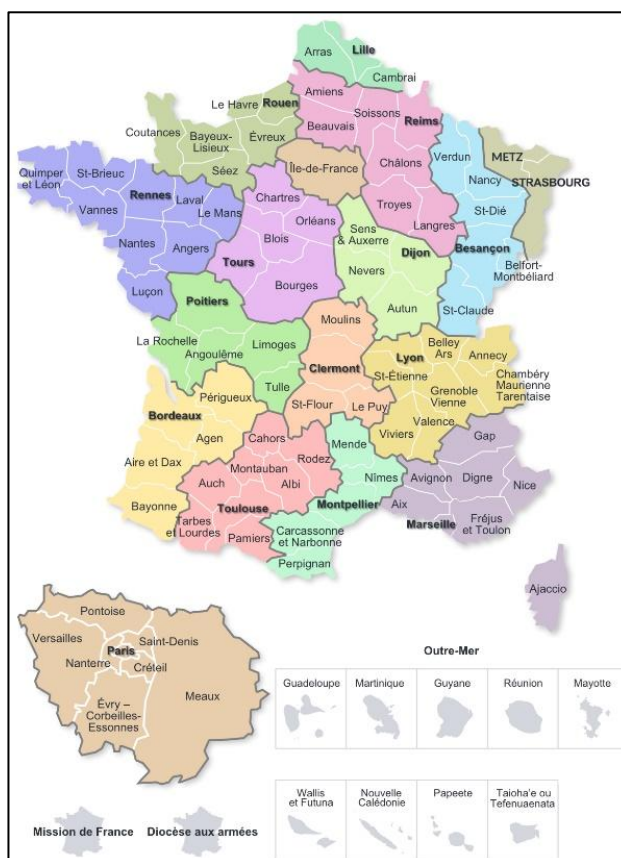 Lille
Arras
Cambrai
Amiens
Le Havre
Rouen
Soissons
Reims
Beauvais
Coutances
Bayeux-
Lisieux
Évreux
Séez
Île-de-France
Châlons
Verdun
METZ
Nancy
STRASBOURG
Quimper
et Léon
St-Brieuc
Rennes
Laval
Le Mans
Chartres
Orléans
Troyes
Langres
St-Dié
Vannes
Nantes
Angers
Blois
Tours
Sens
& Auxerre
Dijon
Besançon
Nevers
Belfort-
Montbéliard
Luçon
Bourges
Autun
St-Claude
Poitiers
Moulins
La Rochelle
Angoulême
Limoges
Tulle
Clermont
Lyon
Belley
Ars
Annecy
St-Étienne
Chambéry
Maurienne
Tarentaise
Grenoble
Vienne
Périgueux
St-Flour
Le Puy
Valence
Viviers
Bordeaux
Agen
Cahors
Mende
Gap
Aire et Dax
Montauban
Rodez
Auch
Albi
Nîmes
Avignon
Digne
Nice
Bayonne
Toulouse
Montpellier
Aix
Marseille
Fréjus
et Toulon
Tarbes
et Lourdes
Pamiers
Carcassonne
et Narbonne
Perpignan
Ajaccio
Pontoise
Versailles
Paris
Saint-Denis
Nanterre
Créteil
Meaux
Évry –
Corbeilles-
Essonnes
Outre-Mer
Guadeloupe
Martinique
Guyane
Réunion
Mayotte
Wallis
et Futuna
Nouvelle
Calédonie
Papeete
Taioha'e ou
Tefenuaenata
Mission de France
Diocèse aux armées